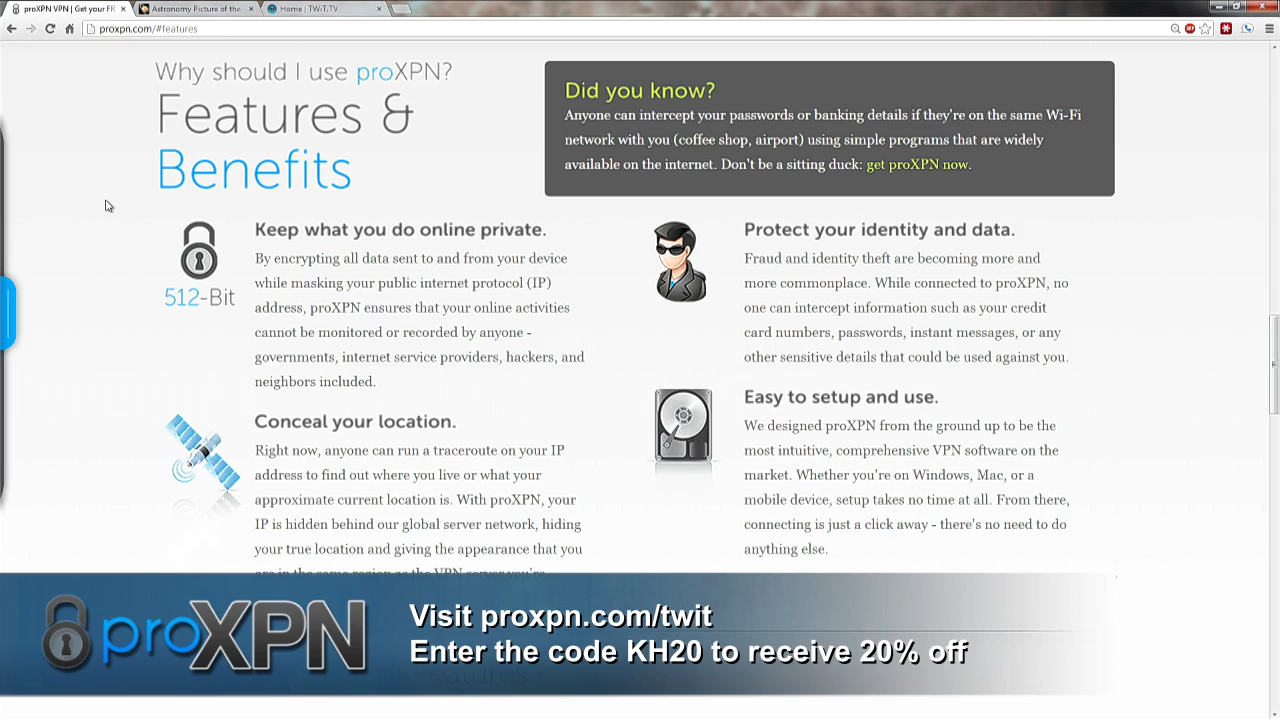 proXPN VPN | Get your FR
Astronomy Picture of the
Home | TWiT.TV
proxpn.com/#features
Why should I use proXPN?
Features &
Benefits
Did you know?
Anyone can intercept your passwords or banking details if they're on the same Wi-Fi
network with you (coffee shop, airport) using simple programs that are widely
available on the internet. Don't be a sitting duck: get proXPN now.
512-Bit
Keep what you do online private.
By encrypting all data sent to and from your device
while masking your public internet protocol (IP)
address, proXPN ensures that your online activities
cannot be monitored or recorded by anyone -
governments, internet service providers, hackers, and
neighbors included.
Conceal your location.
Right now, anyone can run a traceroute on your IP
address to find out where you live or what your
approximate current location is. With proXPN, your
IP is hidden behind our global server network, hiding
your true location and giving the appearance that you
are in the same region as the VPN server you're
Protect your identity and data.
Fraud and identity theft are becoming more and
more commonplace. While connected to proXPN, no
one can intercept information such as your credit
card numbers, passwords, instant messages, or any
other sensitive details that could be used against you.
Easy to setup and use.
We designed proXPN from the ground up to be the
most intuitive, comprehensive VPN software on the
market. Whether you're on Windows, Mac, or a
mobile device, setup takes no time at all. From there,
connecting is just a click away - there's no need to do
anything else.
proXPN
Visit proxpn.com/twit
Enter the code KH20 to receive 20% off